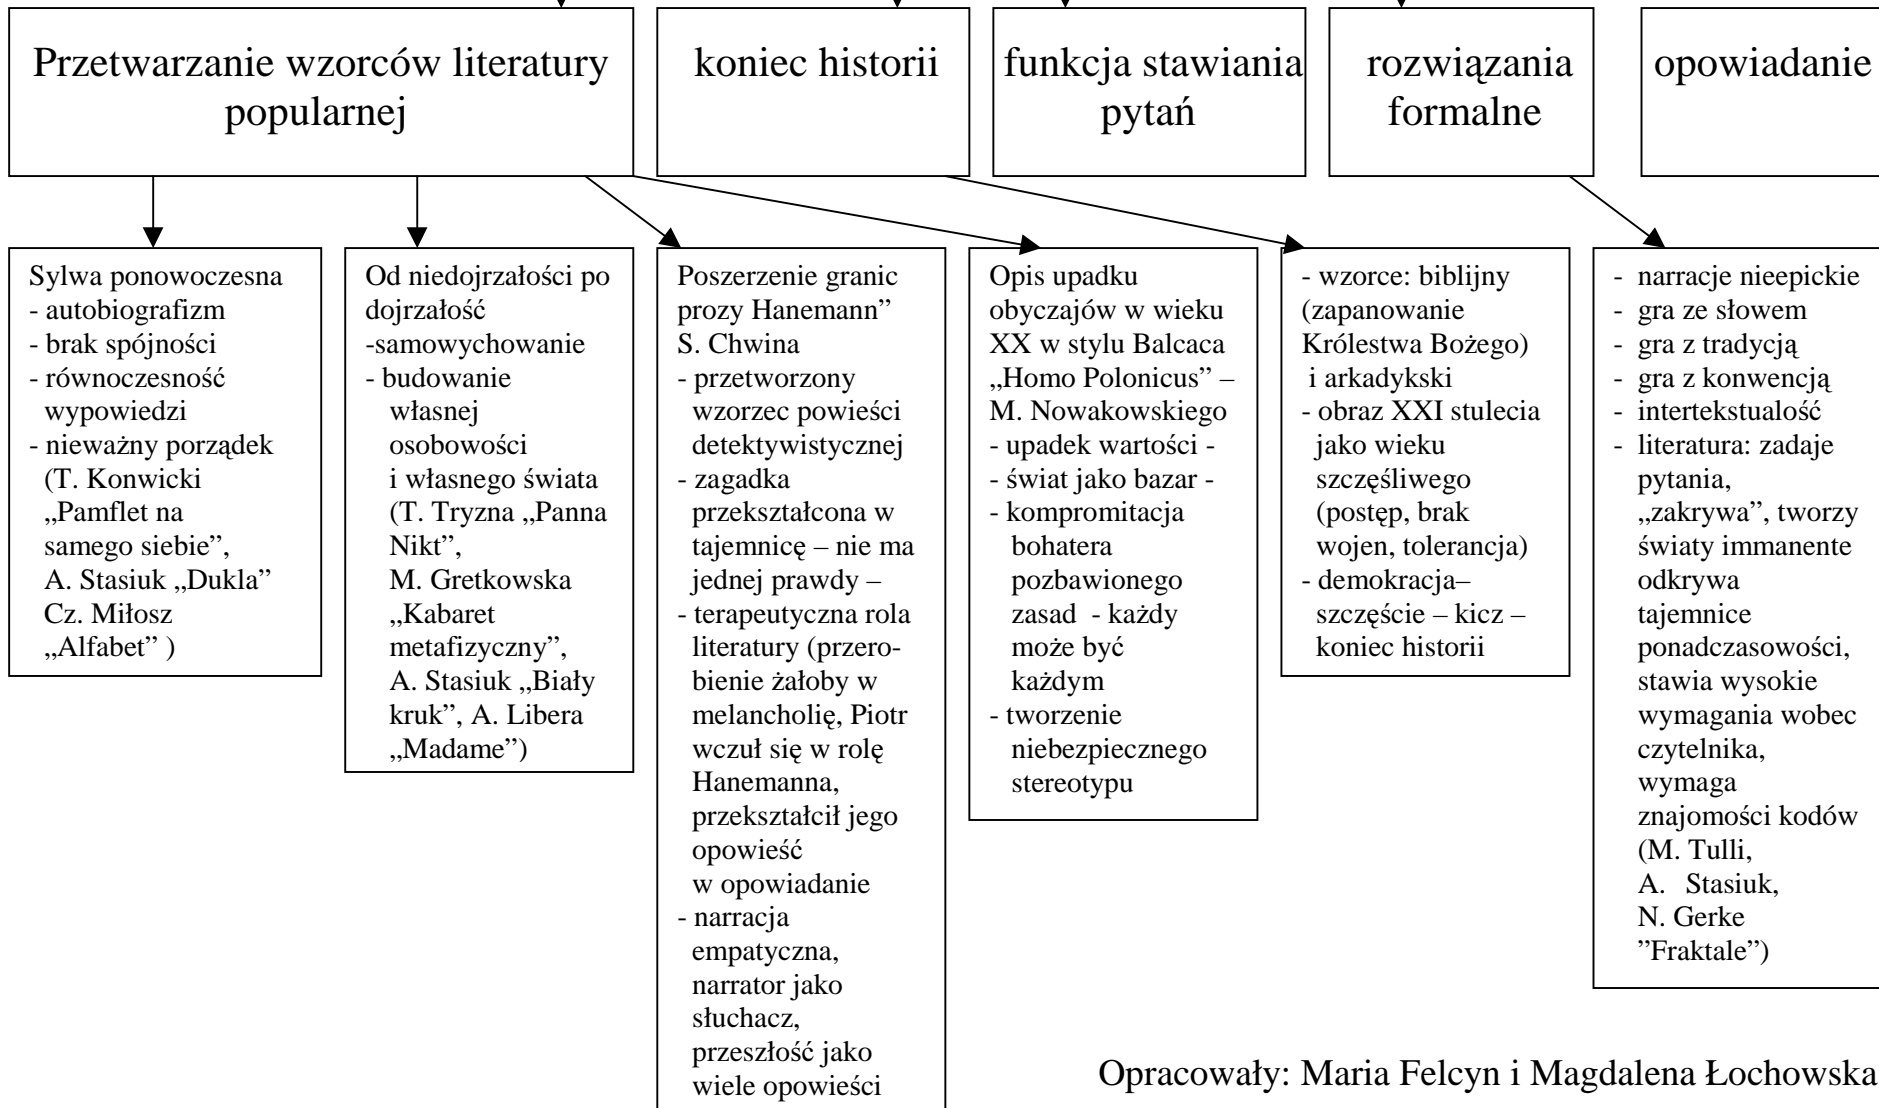 Przetwarzanie wzorców literatury
popularnej
koniec historii
funkcja stawiania
pytań
rozwiązania
formalne
opowiadanie
Sylwa ponowoczesna
- autobiografizm
- brak spójności
- równoczesność
wypowiedzi
- nieważny porządek
(T. Konwicki
„Pamflet na
samego siebie”,
A. Stasiuk „Dukla”
Cz. Miłosz
„Alfabet” )
Od niedojrzałości po
dojrzałość
-samowychowanie
- budowanie
własnej
osobowości
i własnego świata
(T. Tryzna „Panna
Nikt”,
M. Gretkowska
„Kabaret
metafizyczny”,
A. Stasiuk „Biały
kruk”, A. Libera
„Madame”)
Poszerzenie granic
prozy Hanemann”
S. Chwina
- przetworzony
wzorzec powieści
detektywistycznej
- zagadka
przekształcona w
tajemnicę – nie ma
jednej prawdy –
- terapeutyczna rola
literatury (przero-
bienie żałoby w
melancholię, Piotr
wczuł się w rolę
Hanemanna,
przekształcił jego
opowieść
w opowiadanie
- narracja
empatyczna,
narrator jako
słuchacz,
przeszłość jako
wiele opowieści
Opis upadku
obyczajów w wieku
XX w stylu Balcaca
„Homo Polonicus” –
M. Nowakowskiego
- upadek wartości -
- świat jako bazar -
- kompromitacja
bohatera
pozbawionego
zasad - każdy
może być
każdym
- tworzenie
niebezpiecznego
stereotypu
- wzorce: biblijny
(zapanowanie
Królestwa Bożego)
i arkadykski
- obraz XXI stulecia
jako wieku
szczęśliwego
(postęp, brak
wojen, tolerancja)
- demokracja–
szczęście – kicz –
koniec historii
- narracje nieepickie
- gra ze słowem
- gra z tradycją
- gra z konwencją
- intertekstualość
- literatura: zadaje
pytania,
„zakrywa”, tworzy
światy immanente
odkrywa
tajemnice
ponadczasowości,
stawia wysokie
wymagania wobec
czytelnika,
wymaga
znajomości kodów
(M. Tulli,
A. Stasiuk,
N. Gerke
”Fraktale”)
Opracowały: Maria Felcyn i Magdalena Łochowska